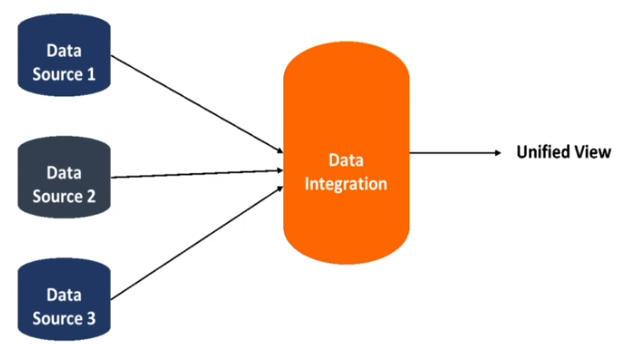 Data
Source 1
Data
Source 2
Data
Source 3
Data
Integration
Unified View